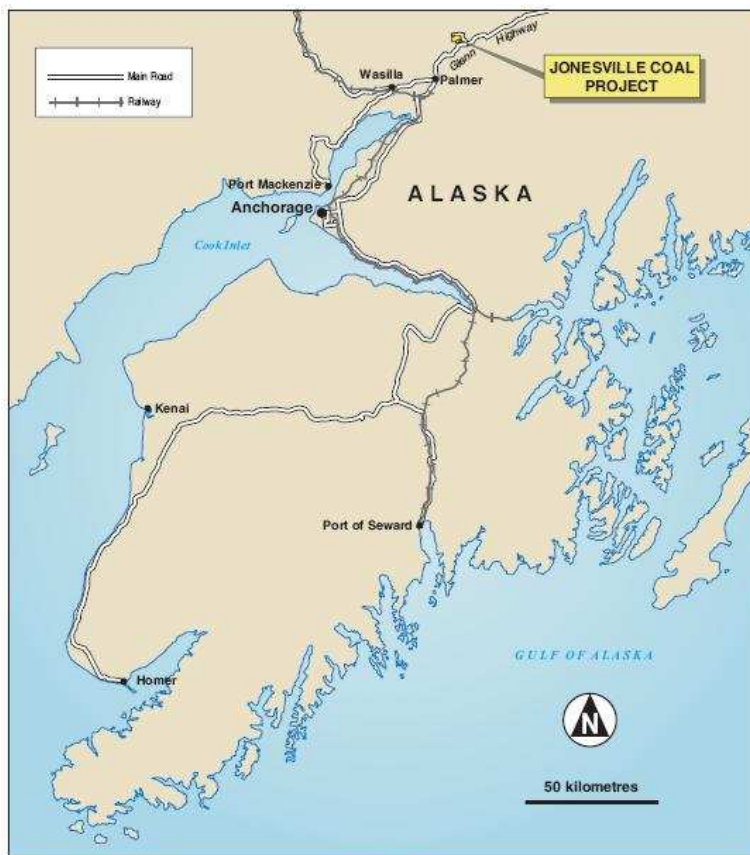 Main Road
Railway
Glenn Highway
JONESVILLE COAL
PROJECT
Wasilla
Palmer
Port Mackenzie
ALASKA
Anchorage
Cook Inlet
Kenai
Port of Seward
GULF OF ALASKA
Homer
N
50 kilometres